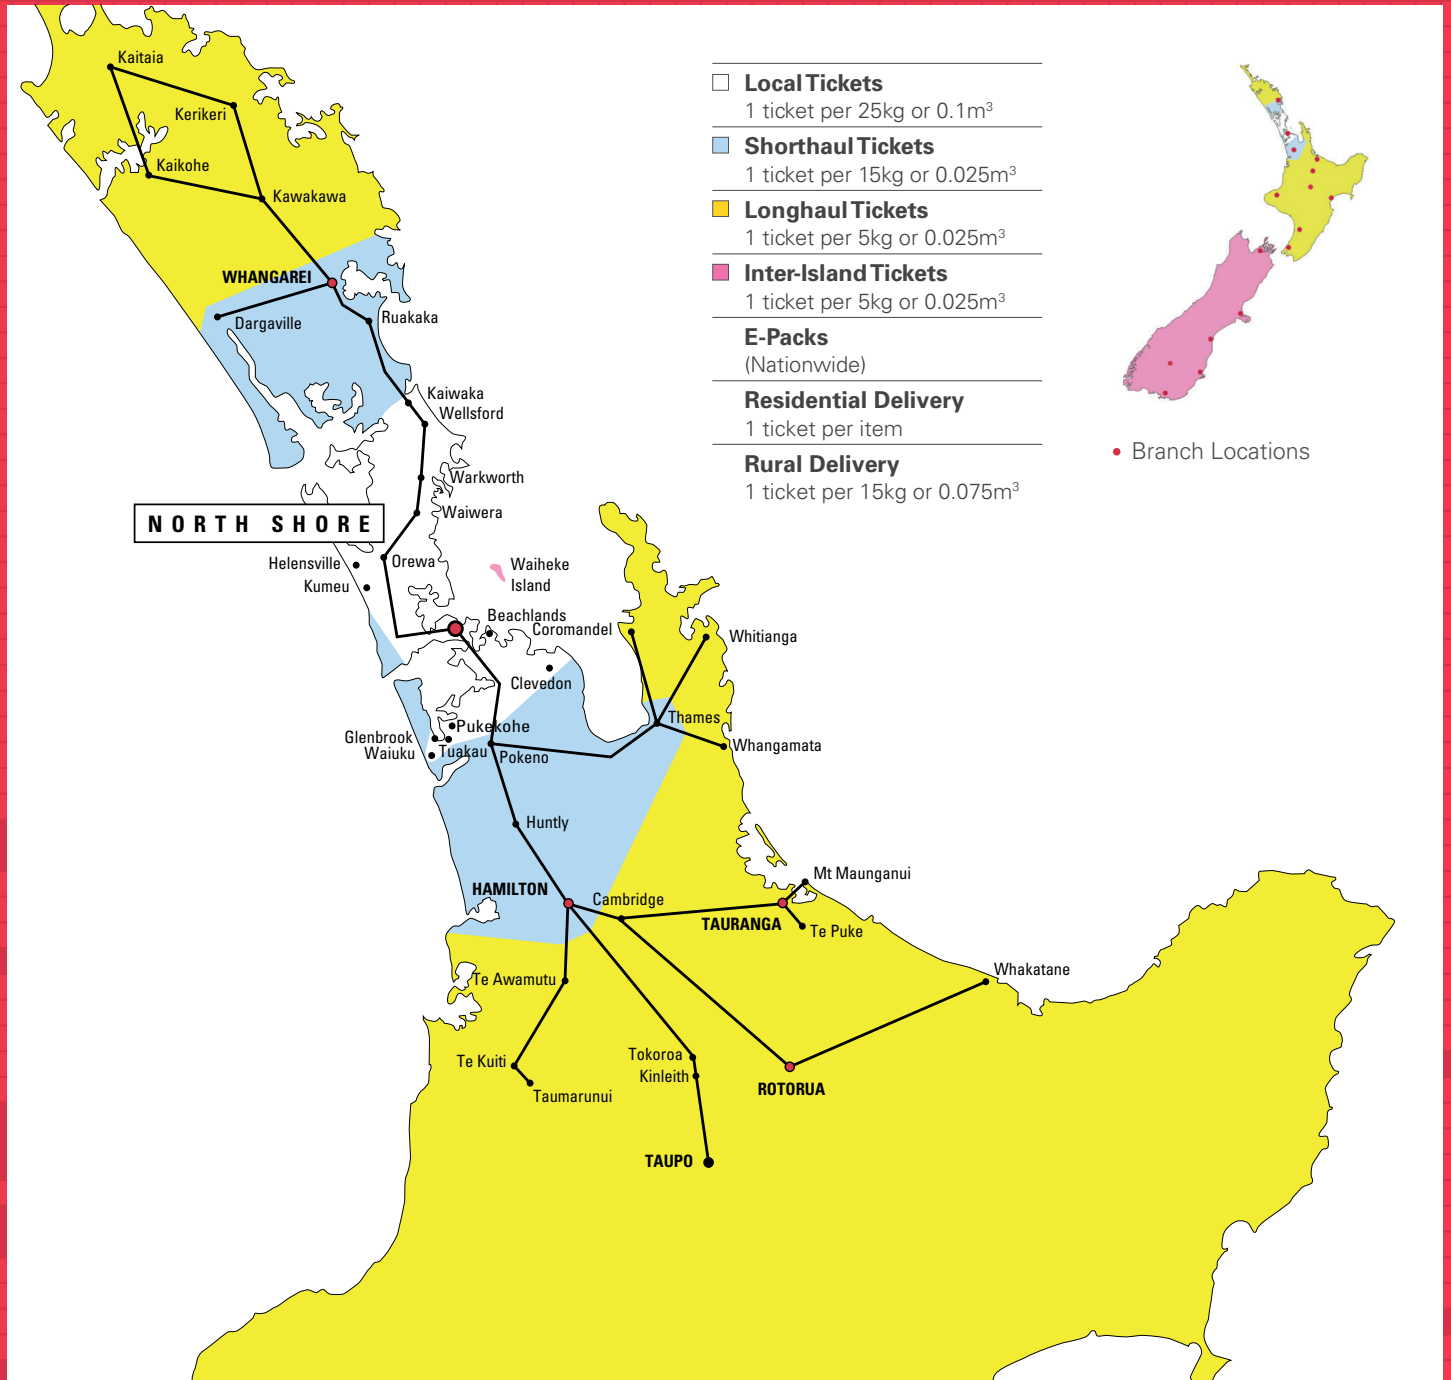 Kaitaia
Kerikeri
Kaikohe
Kawakawa
WHANGAREI
Dargaville
Ruakaka
Kaiwaka
Wellsford
Warkworth
Waiwera
NORTH SHORE
Helensville
Orewa
Kumeu
Waiheke
Island
Beachlands
Coromandel
Whitianga
Clevedon
Thames
Pukekohe
Glenbrook
Waiuku
Tuakau
Pokeno
Whangamata
Huntly
HAMILTON
Cambridge
Mt Maunganui
TAURANGA
Te Puke
Whakatane
Te Awamutu
Te Kuiti
Taumarunui
Tokoroa
Kinleith
ROTORUA
TAUPO
Local Tickets
1 ticket per 25kg or 0.1m³
Shorthaul Tickets
1 ticket per 15kg or 0.025m³
Longhaul Tickets
1 ticket per 5kg or 0.025m³
Inter-Island Tickets
1 ticket per 5kg or 0.025m³
E-Packs
(Nationwide)
Residential Delivery
1 ticket per item
Rural Delivery
1 ticket per 15kg or 0.075m³
Branch Locations